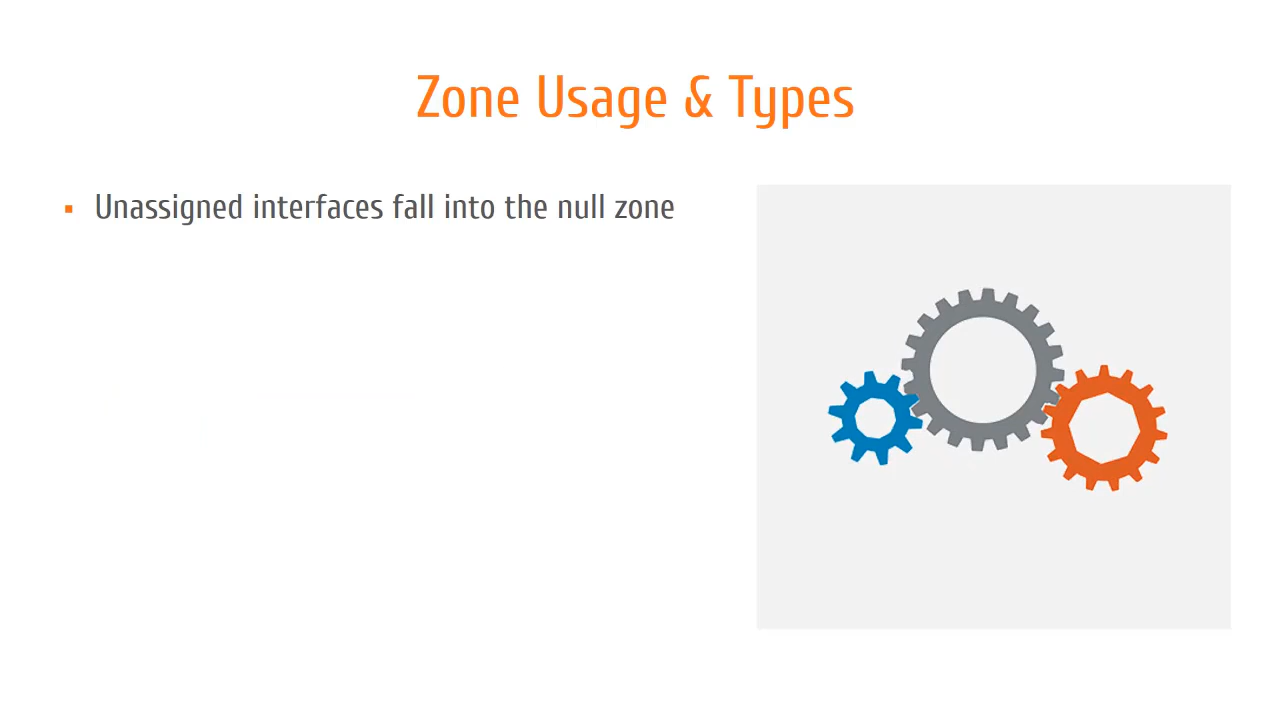 Zone Usage & Types
▪ Unassigned interfaces fall into the null zone